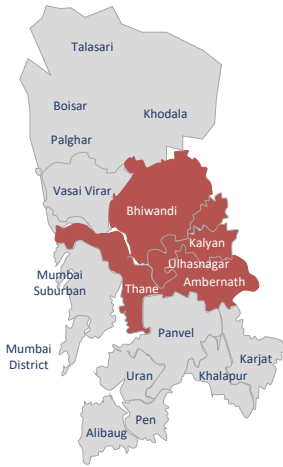 Talasari
Boisar
Khodala
Palghar
Vasai Virar
Bhiwandi
Kalyan
Ulhasnagar
Mumbai
Suburban
Thane
Ambernath
Panvel
Mumbai
District
Karjat
Uran
Khalapur
Pen
Alibaug